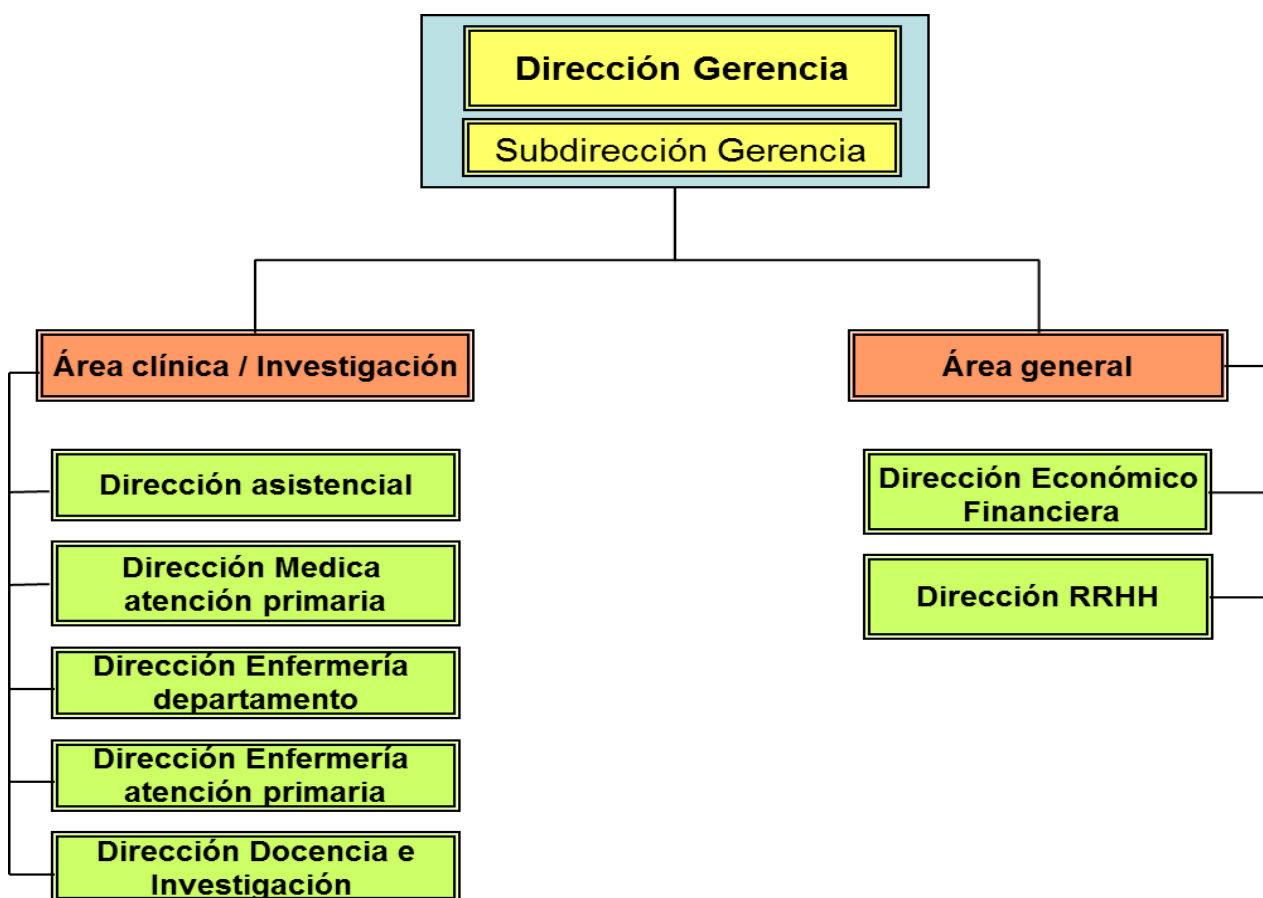 Dirección Gerencia
Subdirección Gerencia
Área clínica / Investigación
Dirección asistencial
Dirección Medica
atención primaria
Dirección Enfermería
departamento
Dirección Enfermería
atención primaria
Dirección Docencia e
Investigación
Área general
Dirección Económico
Financiera
Dirección RRHH